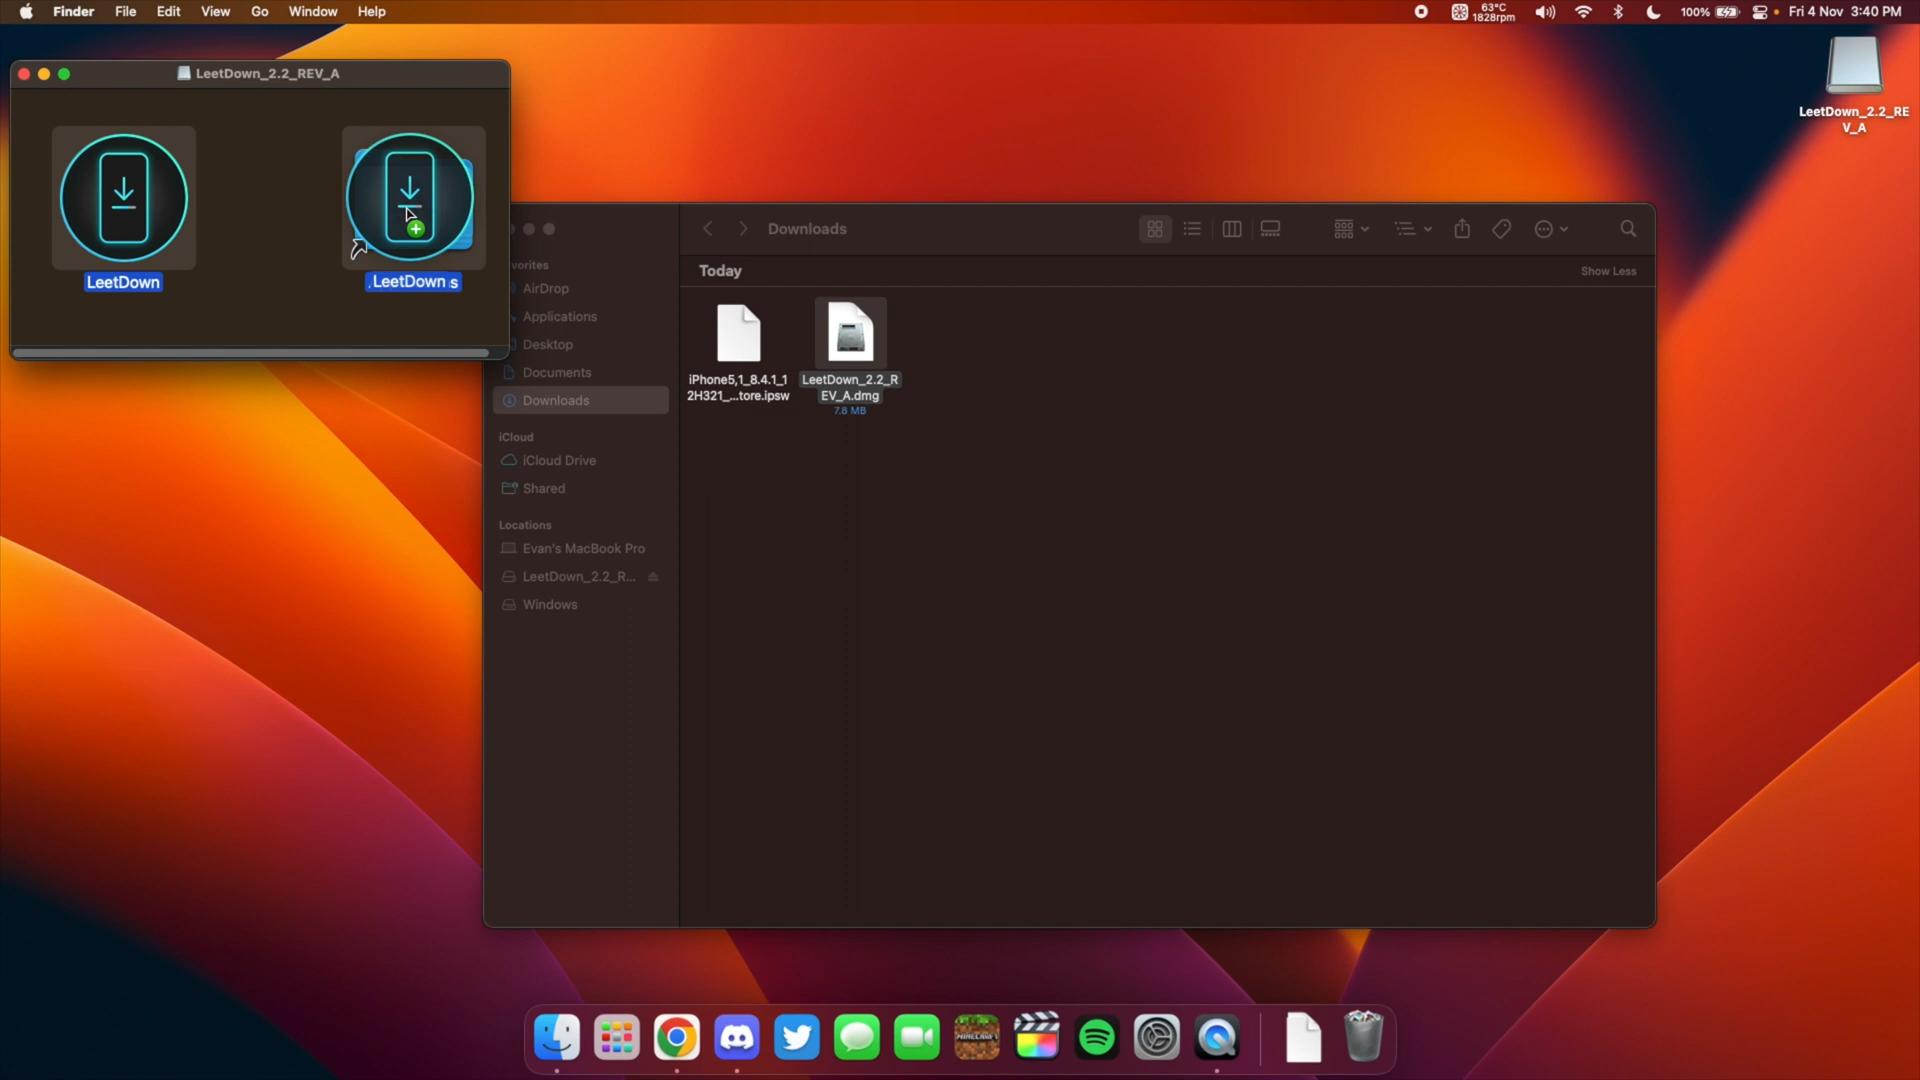 Finder File Edit View Go Window Help
63°C
1828rpm
100%
Fri 4 Nov 3:40 PM
LeetDown_2.2_REV_A
LeetDown
LeetDown s
LeetDown_2.2_RE
V_A
Downloads
Today
Show Less
vorites
AirDrop
Applications
Desktop
Documents
Downloads
iCloud
iCloud Drive
Shared
Locations
Evan's MacBook Pro
LeetDown_2.2_R...
Windows
iPhone5,1_8.4.1_1
2H321_...tore.ipsw
LeetDown_2.2_R
EV_A.dmg
7.8 MB